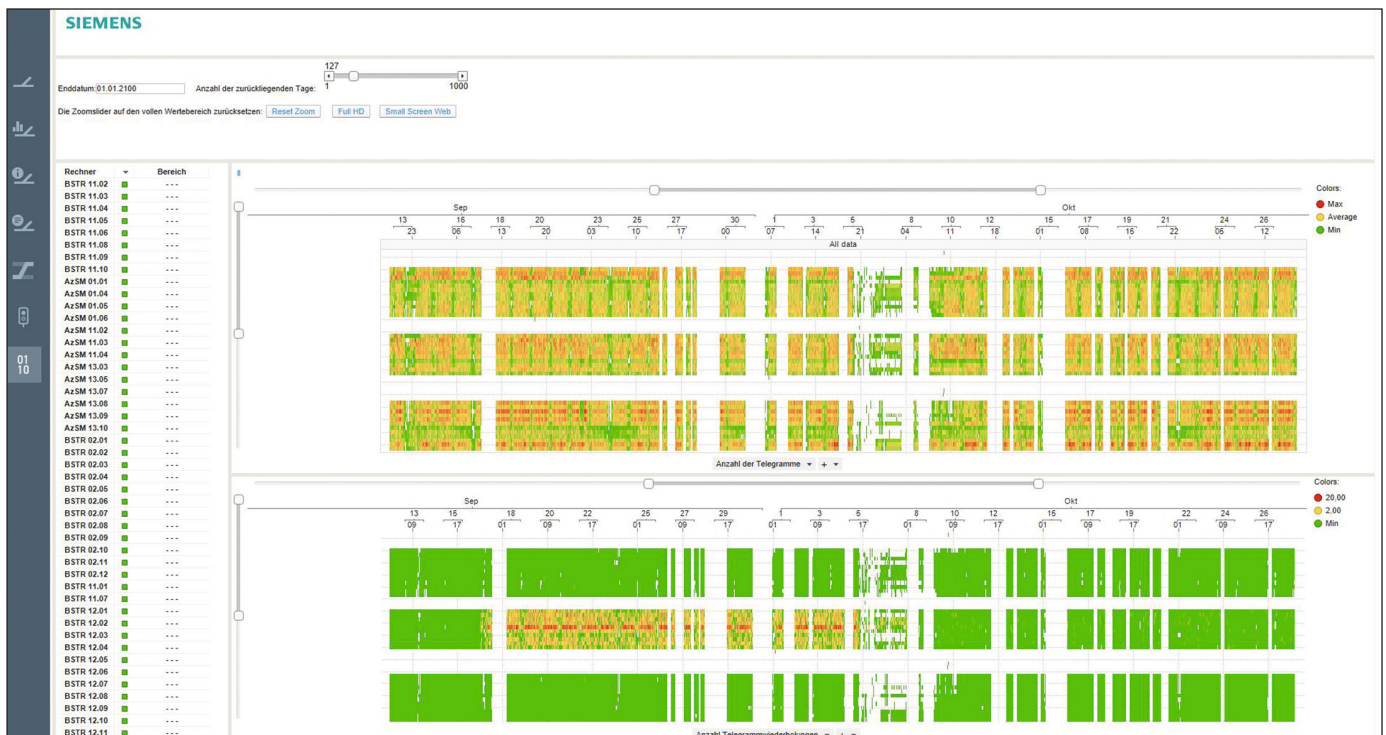 SIEMENS
127
Enddatum: 01.01.2100 Anzahl der zurückliegenden Tage: 1 1000
Die Zoomslider auf den vollen Wertebereich zurücksetzen: Reset Zoom Full HD Small Screen Web
01
10
Rechner Bereich
BSTR 11.02 ---
BSTR 11.03 ---
BSTR 11.04 ---
BSTR 11.05 ---
BSTR 11.06 ---
BSTR 11.08 ---
BSTR 11.09 ---
BSTR 11.10 ---
AzSM 01.01 ---
AzSM 01.04 ---
AzSM 01.05 ---
AzSM 01.06 ---
AzSM 11.02 ---
AzSM 11.03 ---
AzSM 11.04 ---
AzSM 13.03 ---
AzSM 13.05 ---
AzSM 13.07 ---
AzSM 13.08 ---
AzSM 13.09 ---
AzSM 13.10 ---
BSTR 02.01 ---
BSTR 02.02 ---
BSTR 02.03 ---
BSTR 02.04 ---
BSTR 02.05 ---
BSTR 02.06 ---
BSTR 02.07 ---
BSTR 02.08 ---
BSTR 02.09 ---
BSTR 02.10 ---
BSTR 02.11 ---
BSTR 02.12 ---
BSTR 11.01 ---
BSTR 11.07 ---
BSTR 12.01 ---
BSTR 12.02 ---
BSTR 12.03 ---
BSTR 12.04 ---
BSTR 12.05 ---
BSTR 12.06 ---
BSTR 12.07 ---
BSTR 12.08 ---
BSTR 12.09 ---
BSTR 12.10 ---
BSTR 12.11 ---
Sep Okt
13 16 18 20 23 25 27 30 1 3 5 8 10 12 15 17 19 21 24 26
23 06 13 20 03 10 17 00 07 14 21 04 11 18 01 08 15 22 05 12
All data
Colors:
Max
Average
Min
Anzahl der Telegramme + 
Sep Okt
13 15 18 20 22 25 27 29 1 3 5 8 10 12 15 17 19 22 24 26
09 17 01 09 17 01 09 17 01 09 17 01 09 17 01 09 17 01 09 17
Colors:
20,00
2,00
Min
Anzahl Telegrammwiederholungen +